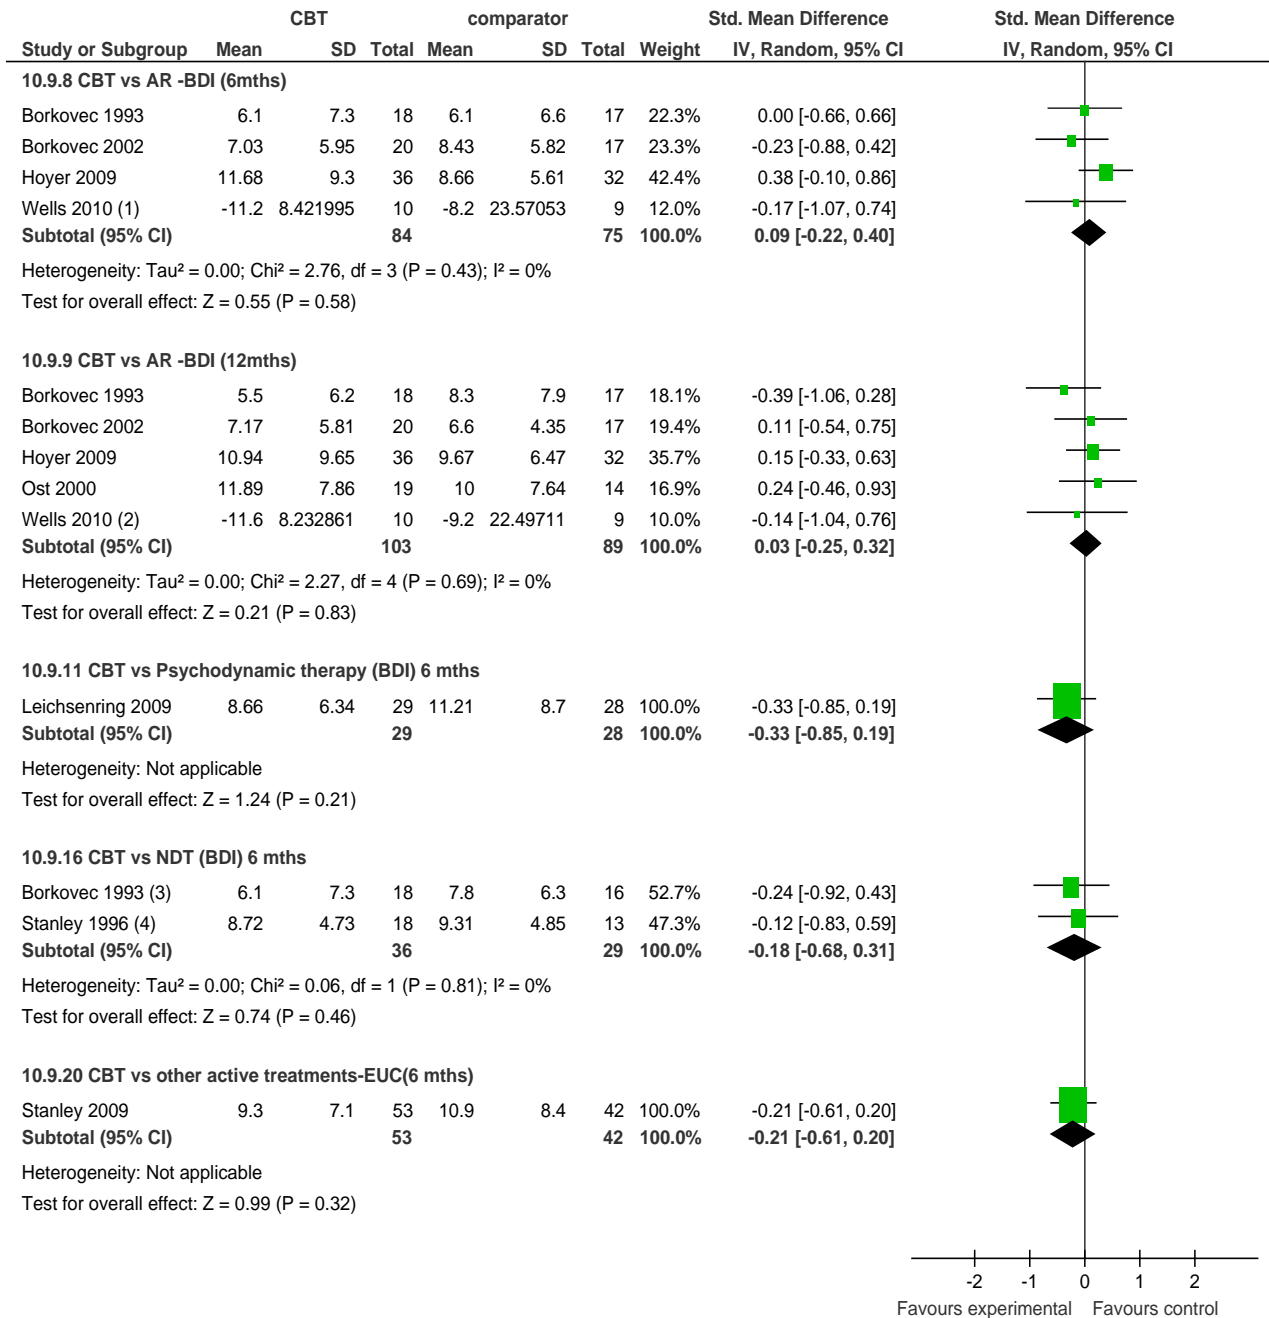 CBT comparator Std. Mean Difference Std. Mean Difference
Study or Subgroup Mean SD Total Mean SD Total Weight IV, Random, 95% CI IV, Random, 95% CI
10.9.8 CBT vs AR -BDI (6mths)
Borkovec 1993 6.1 7.3 18 6.1 6.6 17 22.3% 0.00 [-0.66, 0.66]
Borkovec 2002 7.03 5.95 20 8.43 5.82 17 23.3% -0.23 [-0.88, 0.42]
Hoyer 2009 11.68 9.3 36 8.66 5.61 32 42.4% 0.38 [-0.10, 0.86]
Wells 2010 (1) -11.2 8.421995 10 -8.2 23.57053 9 12.0% -0.17 [-1.07, 0.74]
Subtotal (95% CI) 84 75 100.0% 0.09 [-0.22, 0.40]
Heterogeneity: Tau² = 0.00; Chi² = 2.76, df = 3 (P = 0.43); I² = 0%
Test for overall effect: Z = 0.55 (P = 0.58)
10.9.9 CBT vs AR -BDI (12mths)
Borkovec 1993 5.5 6.2 18 8.3 7.9 17 18.1% -0.39 [-1.06, 0.28]
Borkovec 2002 7.17 5.81 20 6.6 4.35 17 19.4% 0.11 [-0.54, 0.75]
Hoyer 2009 10.94 9.65 36 9.67 6.47 32 35.7% 0.15 [-0.33, 0.63]
Ost 2000 11.89 7.86 19 10 7.64 14 16.9% 0.24 [-0.46, 0.93]
Wells 2010 (2) -11.6 8.232861 10 -9.2 22.49711 9 10.0% -0.14 [-1.04, 0.76]
Subtotal (95% CI) 103 89 100.0% 0.03 [-0.25, 0.32]
Heterogeneity: Tau² = 0.00; Chi² = 2.27, df = 4 (P = 0.69); I² = 0%
Test for overall effect: Z = 0.21 (P = 0.83)
10.9.11 CBT vs Psychodynamic therapy (BDI) 6 mths
Leichsenring 2009 8.66 6.34 29 11.21 8.7 28 100.0% -0.33 [-0.85, 0.19]
Subtotal (95% CI) 29 28 100.0% -0.33 [-0.85, 0.19]
Heterogeneity: Not applicable
Test for overall effect: Z = 1.24 (P = 0.21)
10.9.16 CBT vs NDT (BDI) 6 mths
Borkovec 1993 (3) 6.1 7.3 18 7.8 6.3 16 52.7% -0.24 [-0.92, 0.43]
Stanley 1996 (4) 8.72 4.73 18 9.31 4.85 13 47.3% -0.12 [-0.83, 0.59]
Subtotal (95% CI) 36 29 100.0% -0.18 [-0.68, 0.31]
Heterogeneity: Tau² = 0.00; Chi² = 0.06, df = 1 (P = 0.81); I² = 0%
Test for overall effect: Z = 0.74 (P = 0.46)
10.9.20 CBT vs other active treatments-EUC(6 mths)
Stanley 2009 9.3 7.1 53 10.9 8.4 42 100.0% -0.21 [-0.61, 0.20]
Subtotal (95% CI) 53 42 100.0% -0.21 [-0.61, 0.20]
Heterogeneity: Not applicable
Test for overall effect: Z = 0.99 (P = 0.32)
-2 -1 0 1 2
Favours experimental Favours control